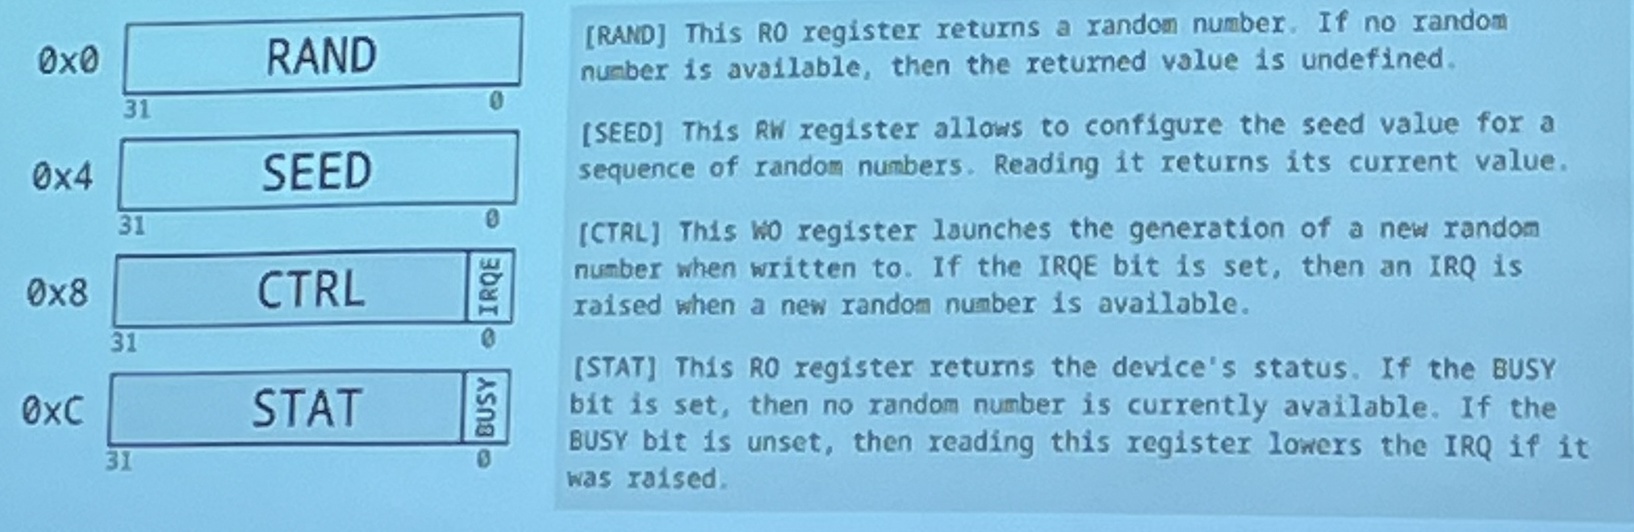 0x0
RAND
31 0
0x4
SEED
31 0
0x8
CTRL IRQE
31 0
0xC
STAT BUSY
31 0
[RAND] This RO register returns a random number. If no random
number is available, then the returned value is undefined.
[SEED] This RW register allows to configure the seed value for a
sequence of random numbers. Reading it returns its current value.
[CTRL] This WO register launches the generation of a new random
number when written to. If the IRQE bit is set, then an IRQ is
raised when a new random number is available.
[STAT] This RO register returns the device's status. If the BUSY
bit is set, then no random number is currently available. If the
BUSY bit is unset, then reading this register lowers the IRQ if it
was raised.